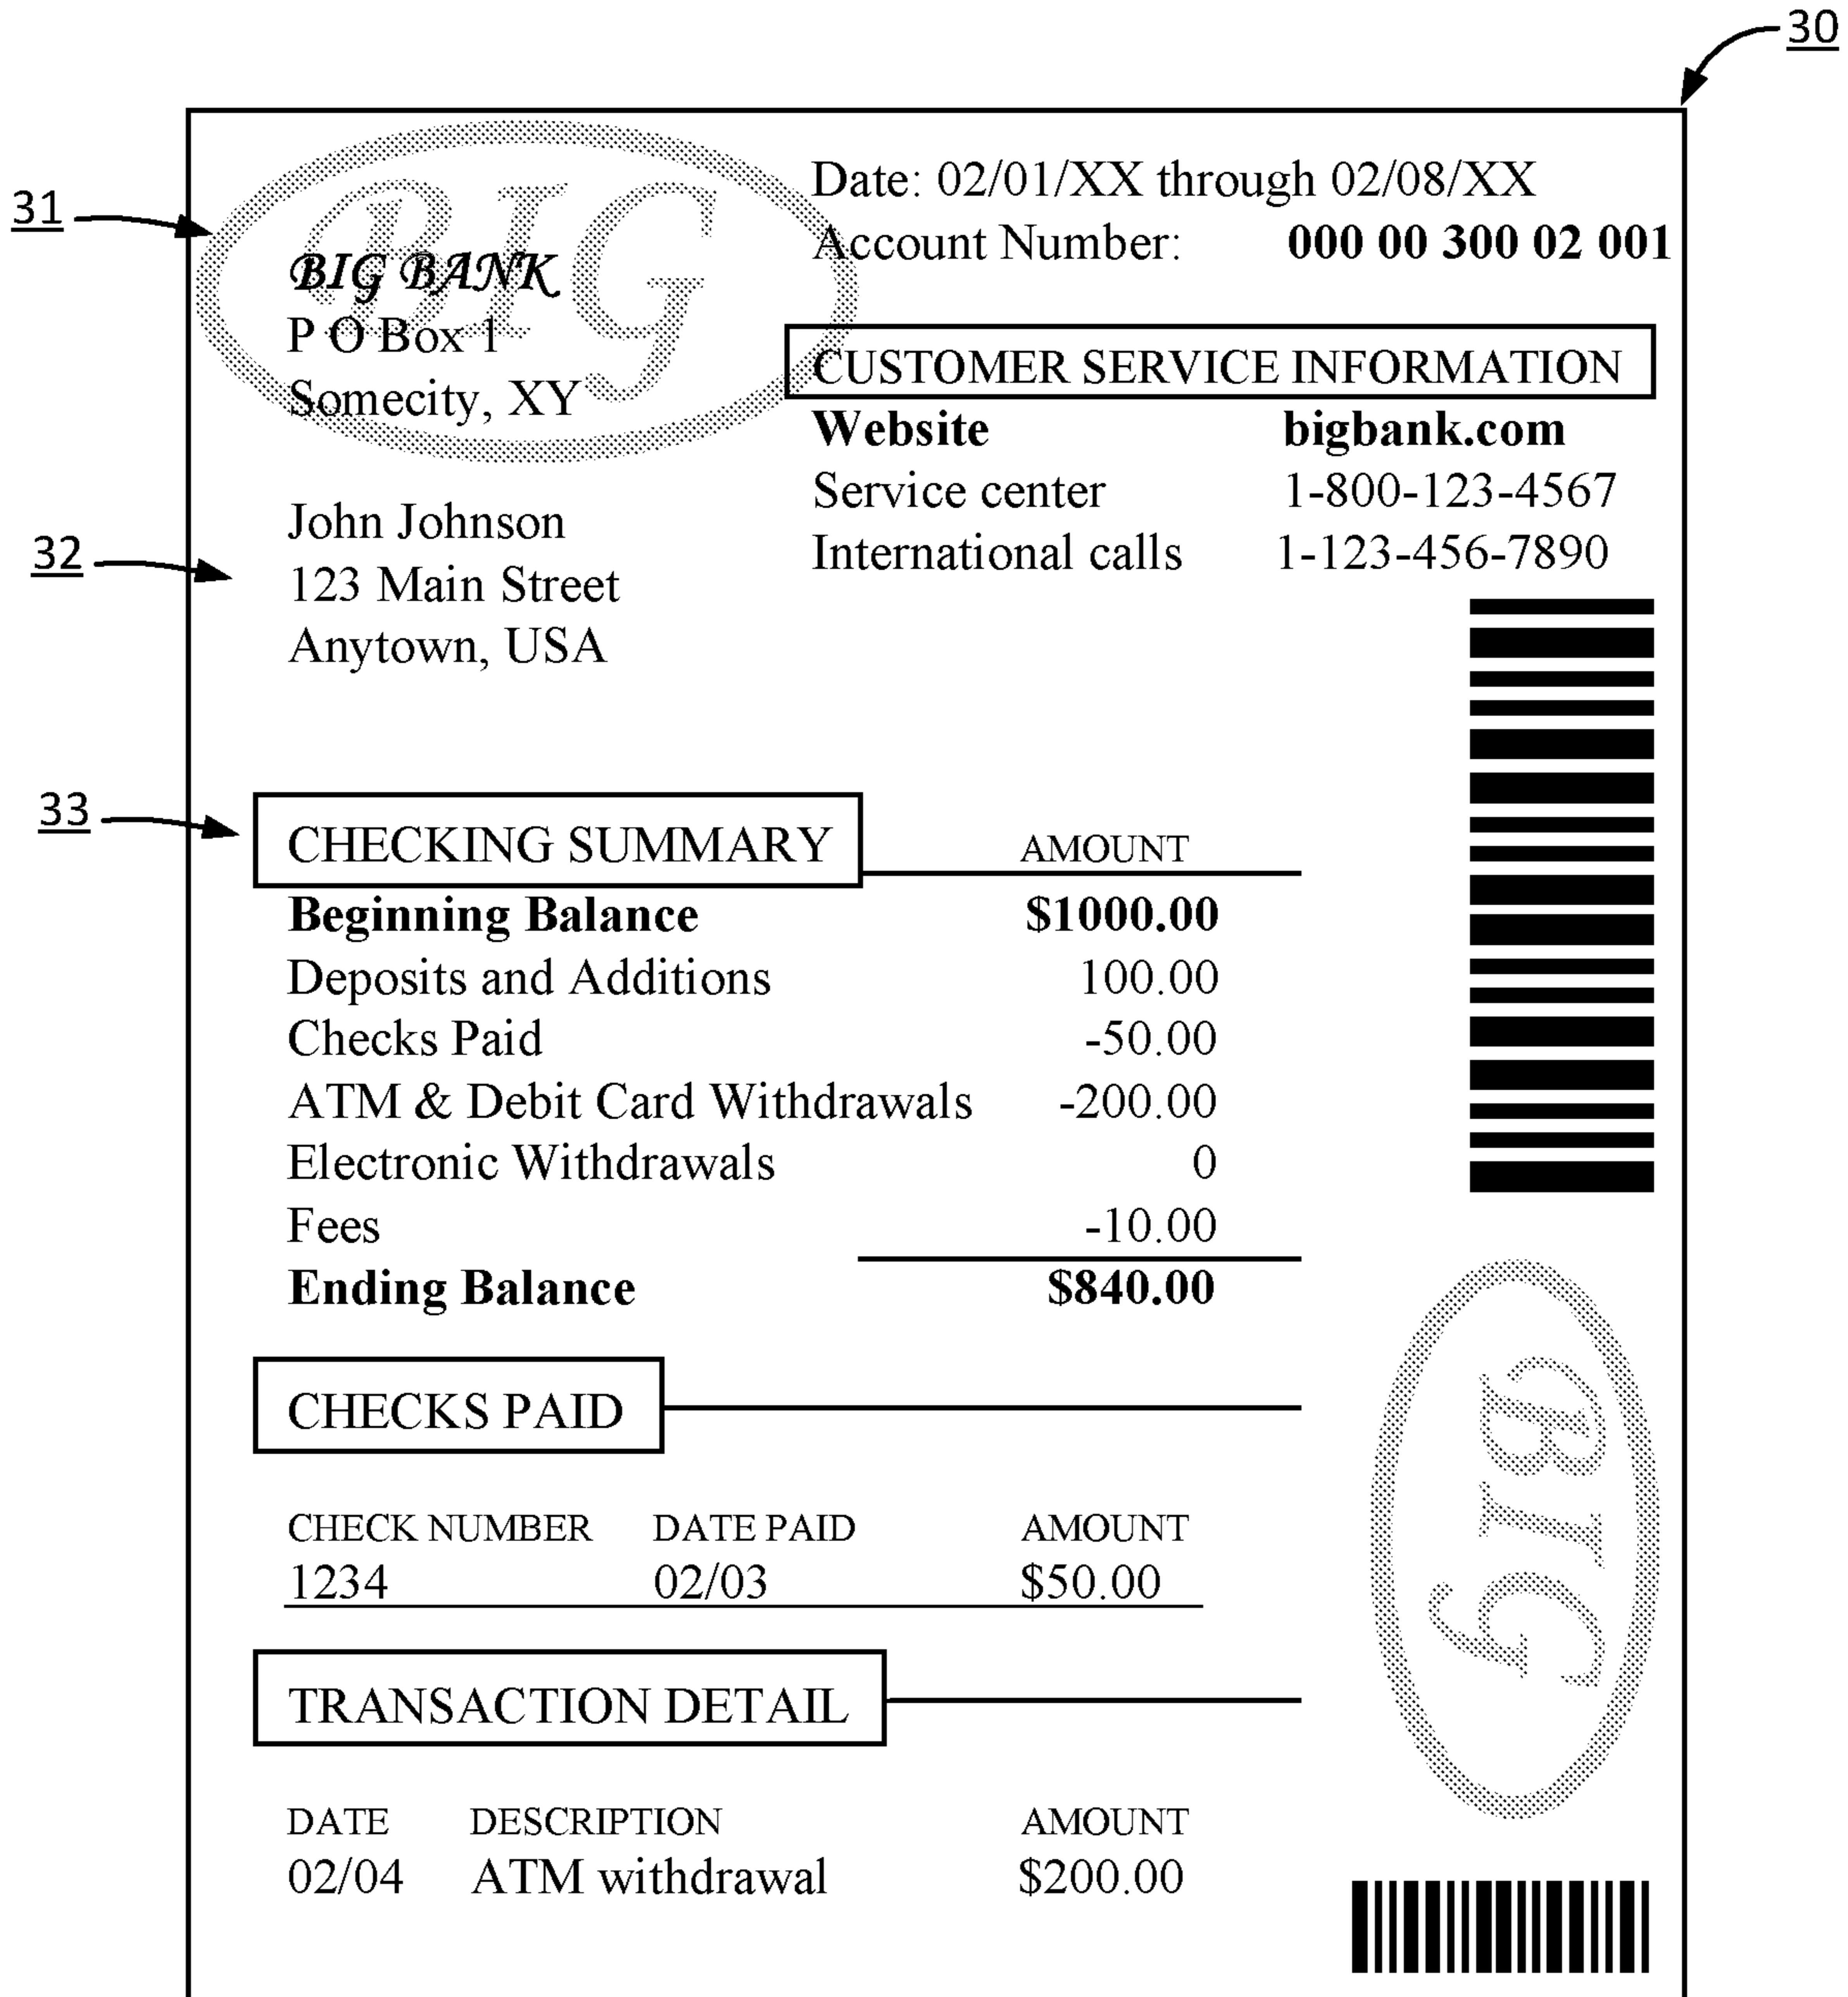 30
31
BIG
Date: 02/01/XX through 02/08/XX
Account Number: 000 00 300 02 001
BIG BANK
P O Box 1
Somecity, XY
CUSTOMER SERVICE INFORMATION
Website bigbank.com
Service center 1-800-123-4567
International calls 1-123-456-7890
32
John Johnson
123 Main Street
Anytown, USA
33
CHECKING SUMMARY AMOUNT
Beginning Balance $1000.00
Deposits and Additions 100.00
Checks Paid -50.00
ATM & Debit Card Withdrawals -200.00
Electronic Withdrawals 0
Fees -10.00
Ending Balance $840.00
CHECKS PAID
CHECK NUMBER DATE PAID AMOUNT
1234 02/03 $50.00
BIG
TRANSACTION DETAIL
DATE DESCRIPTION AMOUNT
02/04 ATM withdrawal $200.00